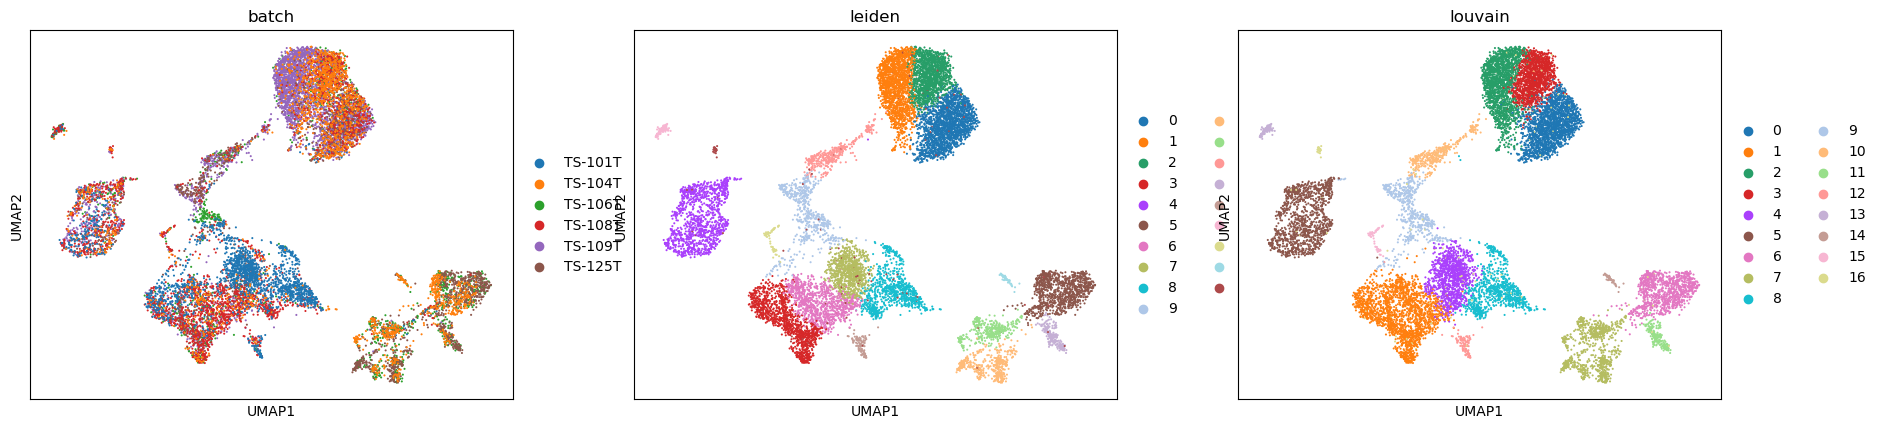 batch
UMAP2
UMAP1
TS-101T
TS-104T
TS-106T
TS-109T
TS-125T
leiden
UMAP2
UMAP1
0
1
2
3
4
5
6
7
8
9
louvain
UMAP2
UMAP1
0
1
2
3
4
5
6
7
8
9
10
11
12
13
14
15
16